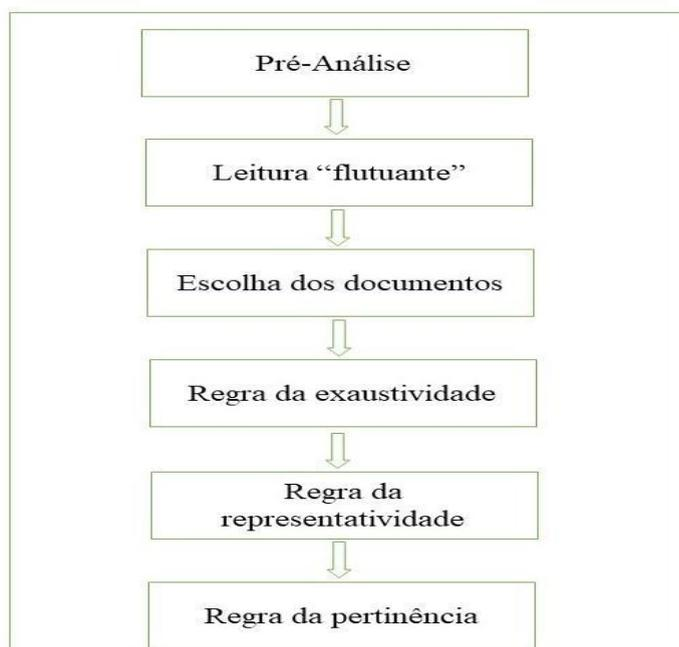 Pré-Análise
Leitura “flutuante”
Escolha dos documentos
Regra da exaustividade
Regra da
representatividade
Regra da pertinência